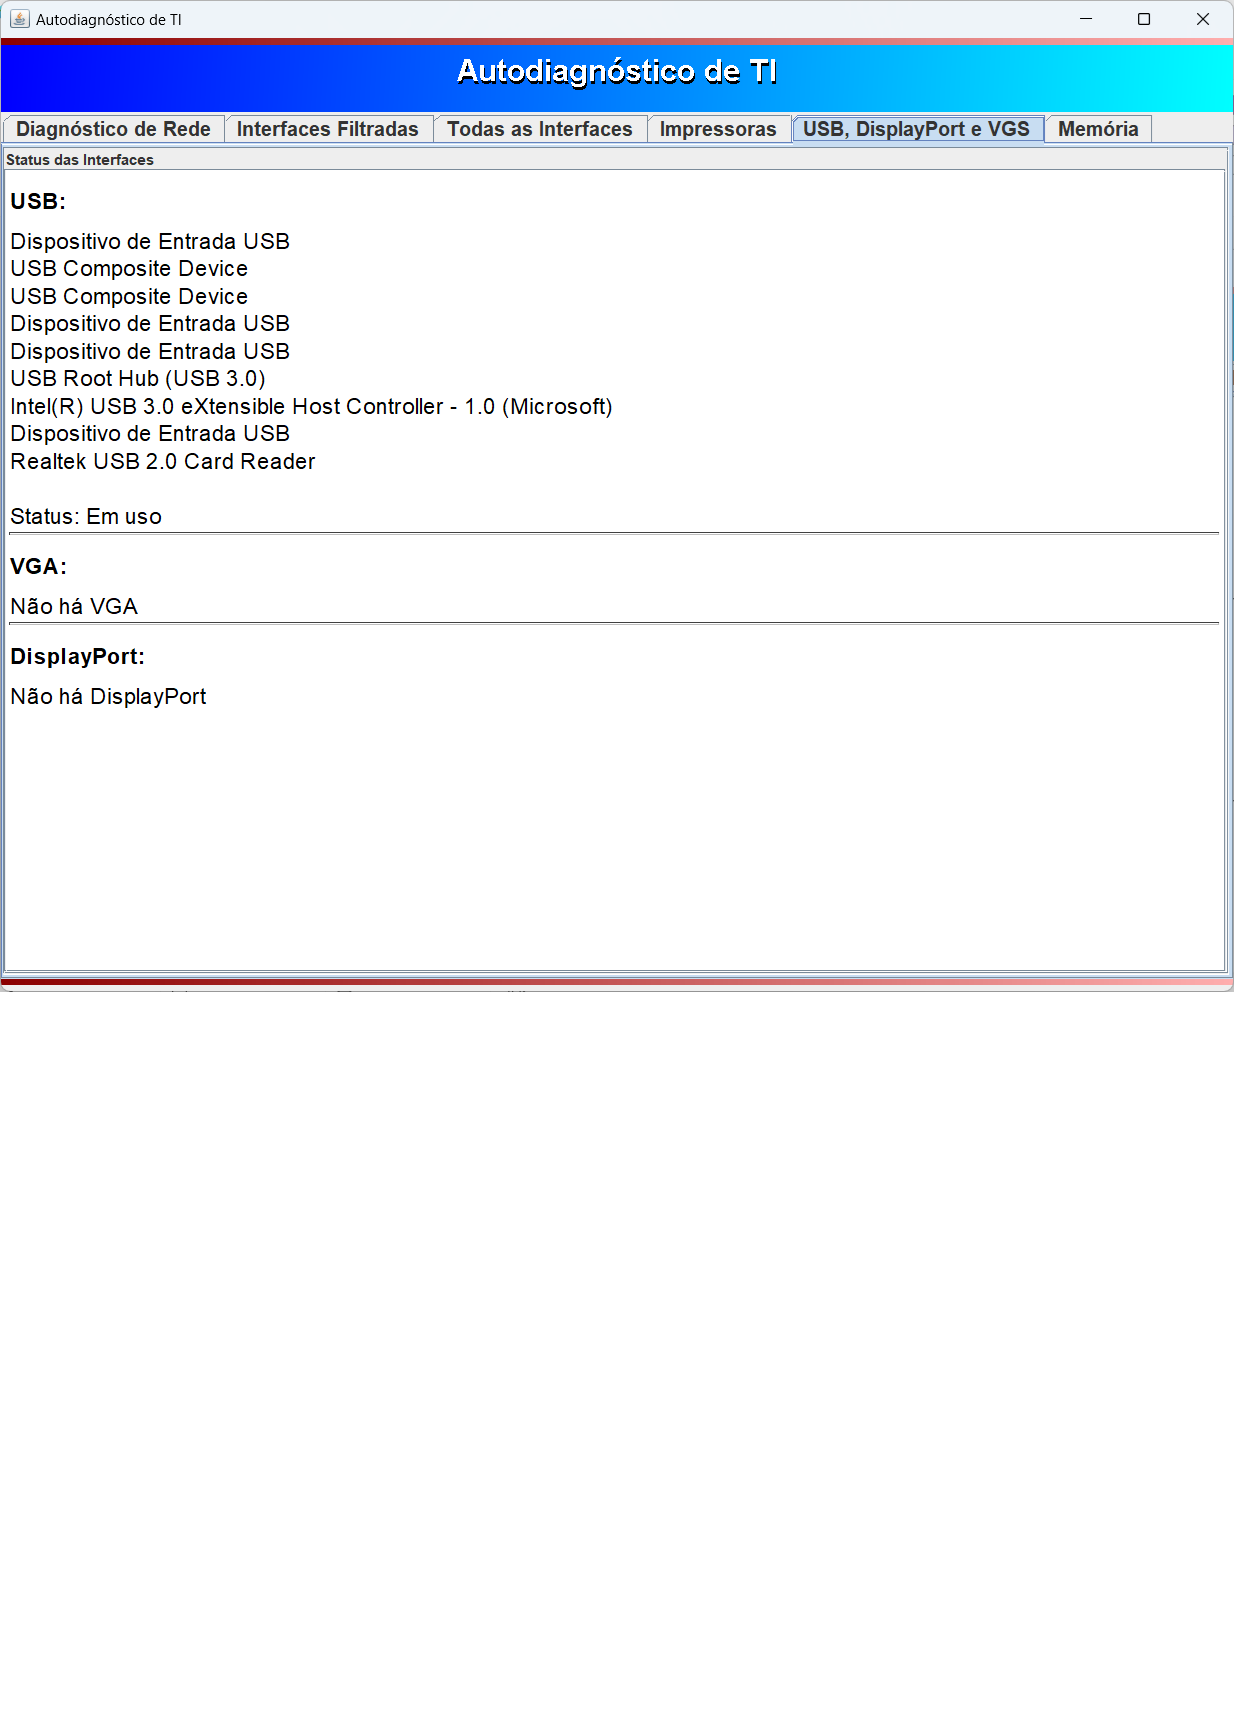 Autodiagnóstico de TI
Autodiagnóstico de TI
Diagnóstico de Rede Interfaces Filtradas Todas as Interfaces Impressoras USB, DisplayPort e VGS Memória
Status das Interfaces
USB:
Dispositivo de Entrada USB
USB Composite Device
USB Composite Device
Dispositivo de Entrada USB
Dispositivo de Entrada USB
USB Root Hub (USB 3.0)
Intel(R) USB 3.0 eXtensible Host Controller - 1.0 (Microsoft)
Dispositivo de Entrada USB
Realtek USB 2.0 Card Reader
Status: Em uso
VGA:
Não há VGA
DisplayPort:
Não há DisplayPort